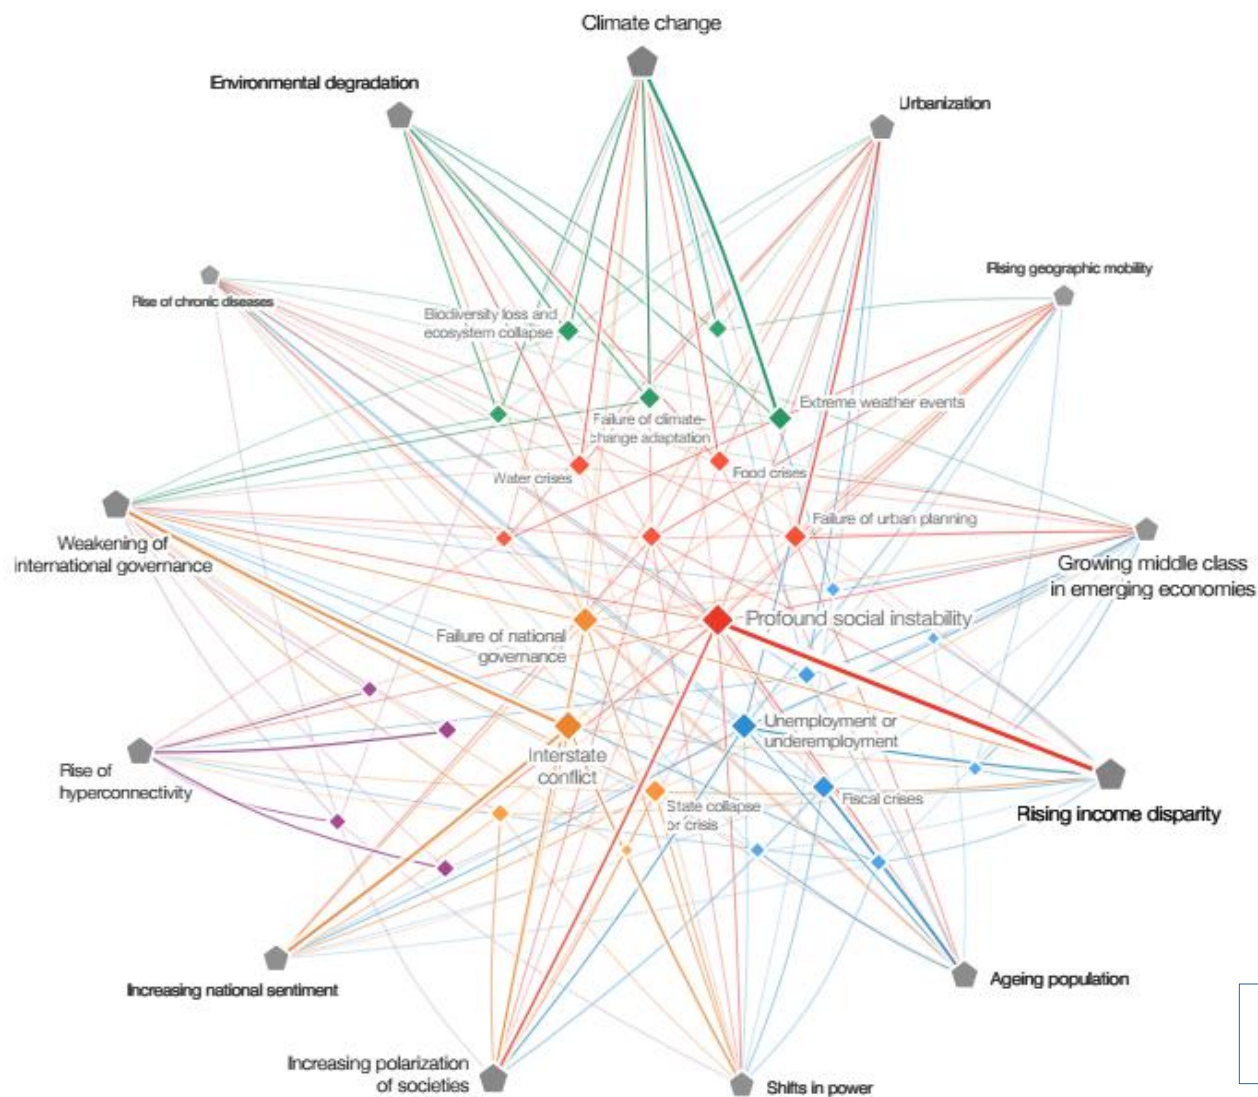 Climate change
Environmental degradation
Urbanization
Rising geographic mobility
Rise of chronic diseases
Biodiversity loss and
ecosystem collapse
Extreme weather events
Failure of climate-
change adaptation
Water crises
Food crises
Failure of urban planning
Weakening of
international governance
Growing middle class
in emerging economies
Profound social instability
Failure of national
governance
Unemployment or
underemployment
Interstate
conflict
Rise of
hyperconnectivity
State collapse
or crisis
Fiscal crises
Rising income disparity
Increasing national sentiment
Ageing population
Increasing polarization
of societies
Shifts in power